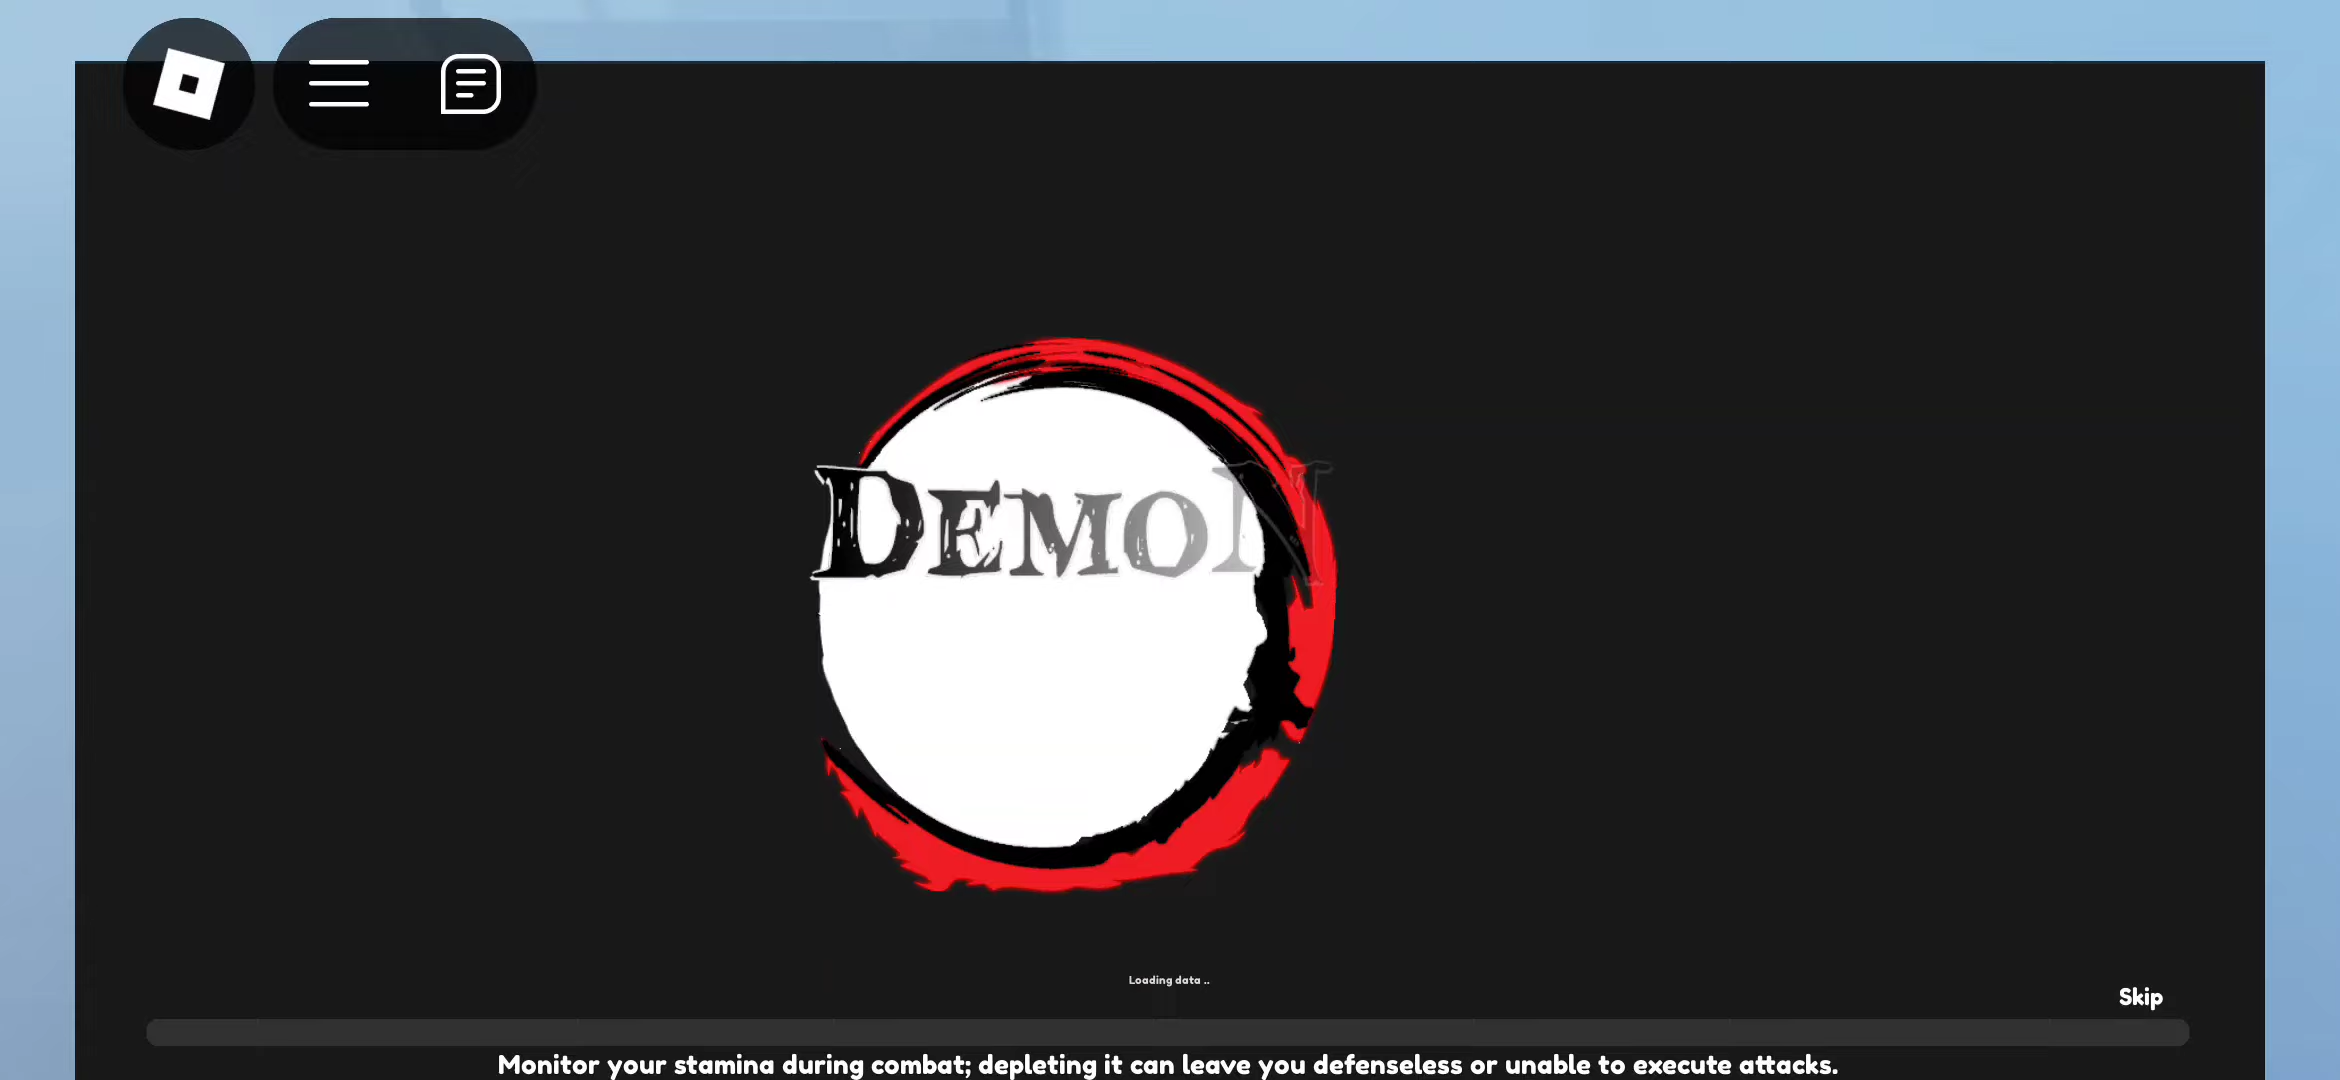 DEMON
Loading data ..
Skip
Monitor your stamina during combat; depleting it can leave you defenseless or unable to execute attacks.